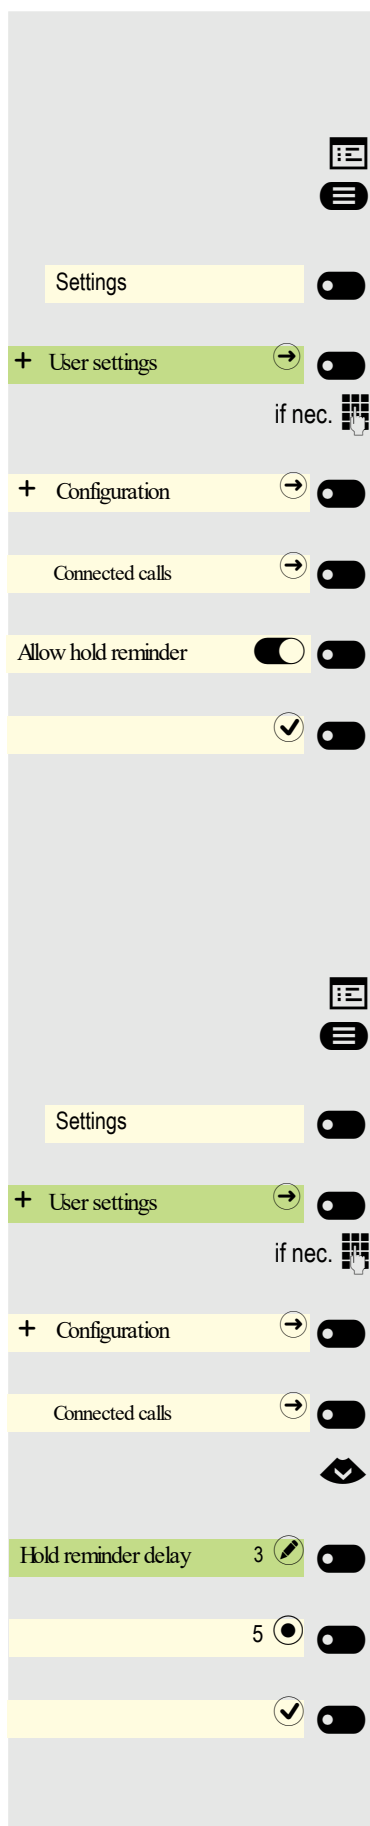 Settings
+ User settings
if nec.
+ Configuration
Connected calls
Allow hold reminder
Settings
+ User settings
if nec.
+ Configuration
Connected calls
Hold reminder delay 3
5